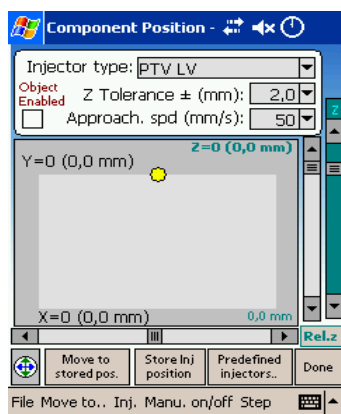 Component Position -
Injector type: PTV LV
Object Enabled
Z Tolerance ± (mm): 2,0
Approach. spd (mm/s): 50
Z
Z=0 (0,0 mm)
Y=0 (0,0 mm)
X=0 (0,0 mm)
0,0 mm
Rel.z
Move to stored pos.
Store Inj position
Predefined injectors..
Done
File Move to.. Inj. Manu. on/off Step